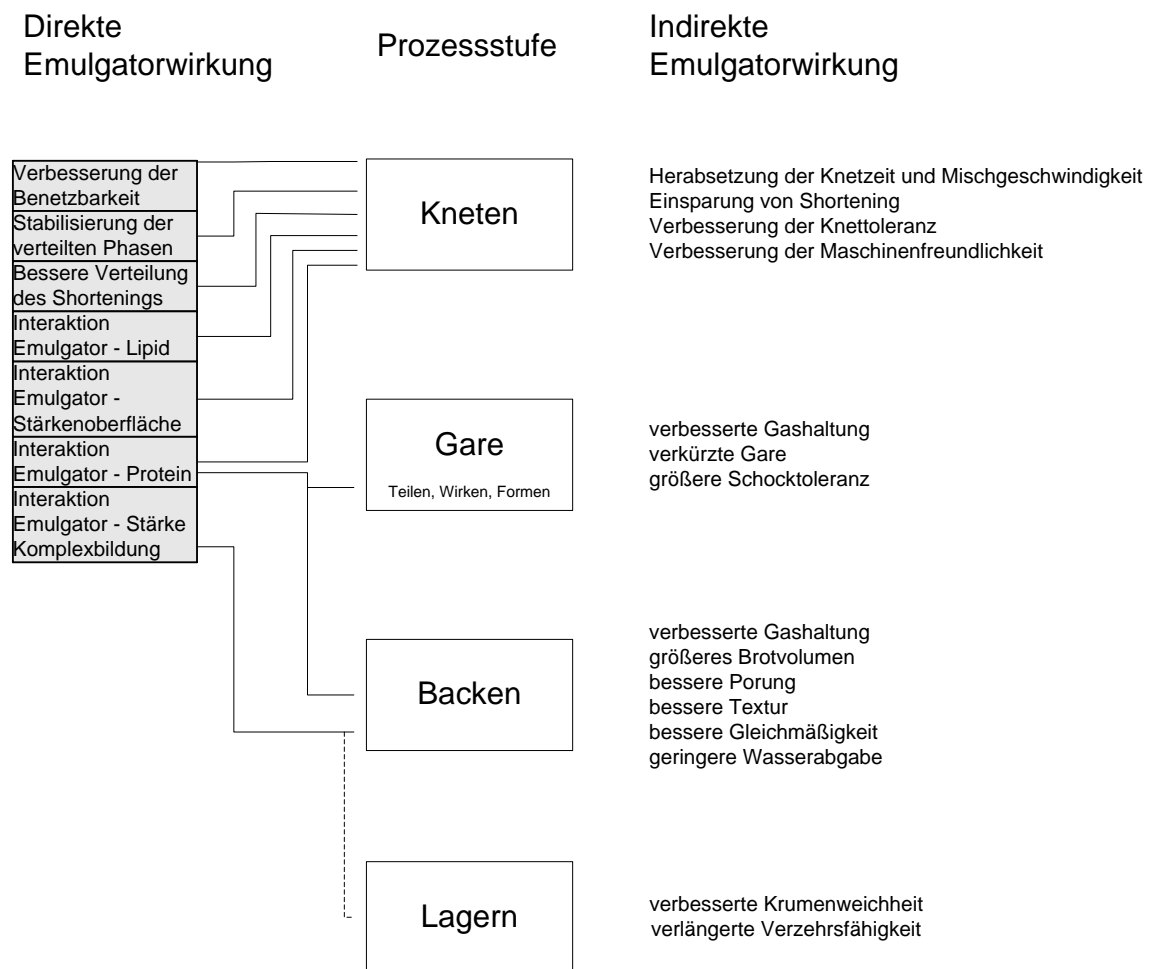 Direkte
Emulgatorwirkung
Prozessstufe
Indirekte
Emulgatorwirkung
Verbesserung der
Benetzbarkeit
Stabilisierung der
verteilten Phasen
Bessere Verteilung
des Shortenings
Interaktion
Emulgator - Lipid
Interaktion
Emulgator -
Stärkenoberfläche
Interaktion
Emulgator - Protein
Interaktion
Emulgator - Stärke
Komplexbildung
Kneten
Herabsetzung der Knetzeit und Mischgeschwindigkeit
Einsparung von Shortening
Verbesserung der Knettoleranz
Verbesserung der Maschinenfreundlichkeit
Gare
Teilen, Wirken, Formen
verbesserte Gashaltung
verkürzte Gare
größere Schocktoleranz
Backen
verbesserte Gashaltung
größeres Brotvolumen
bessere Porung
bessere Textur
bessere Gleichmäßigkeit
geringere Wasserabgabe
Lagern
verbesserte Krumenweichheit
verlängerte Verzehrsfähigkeit